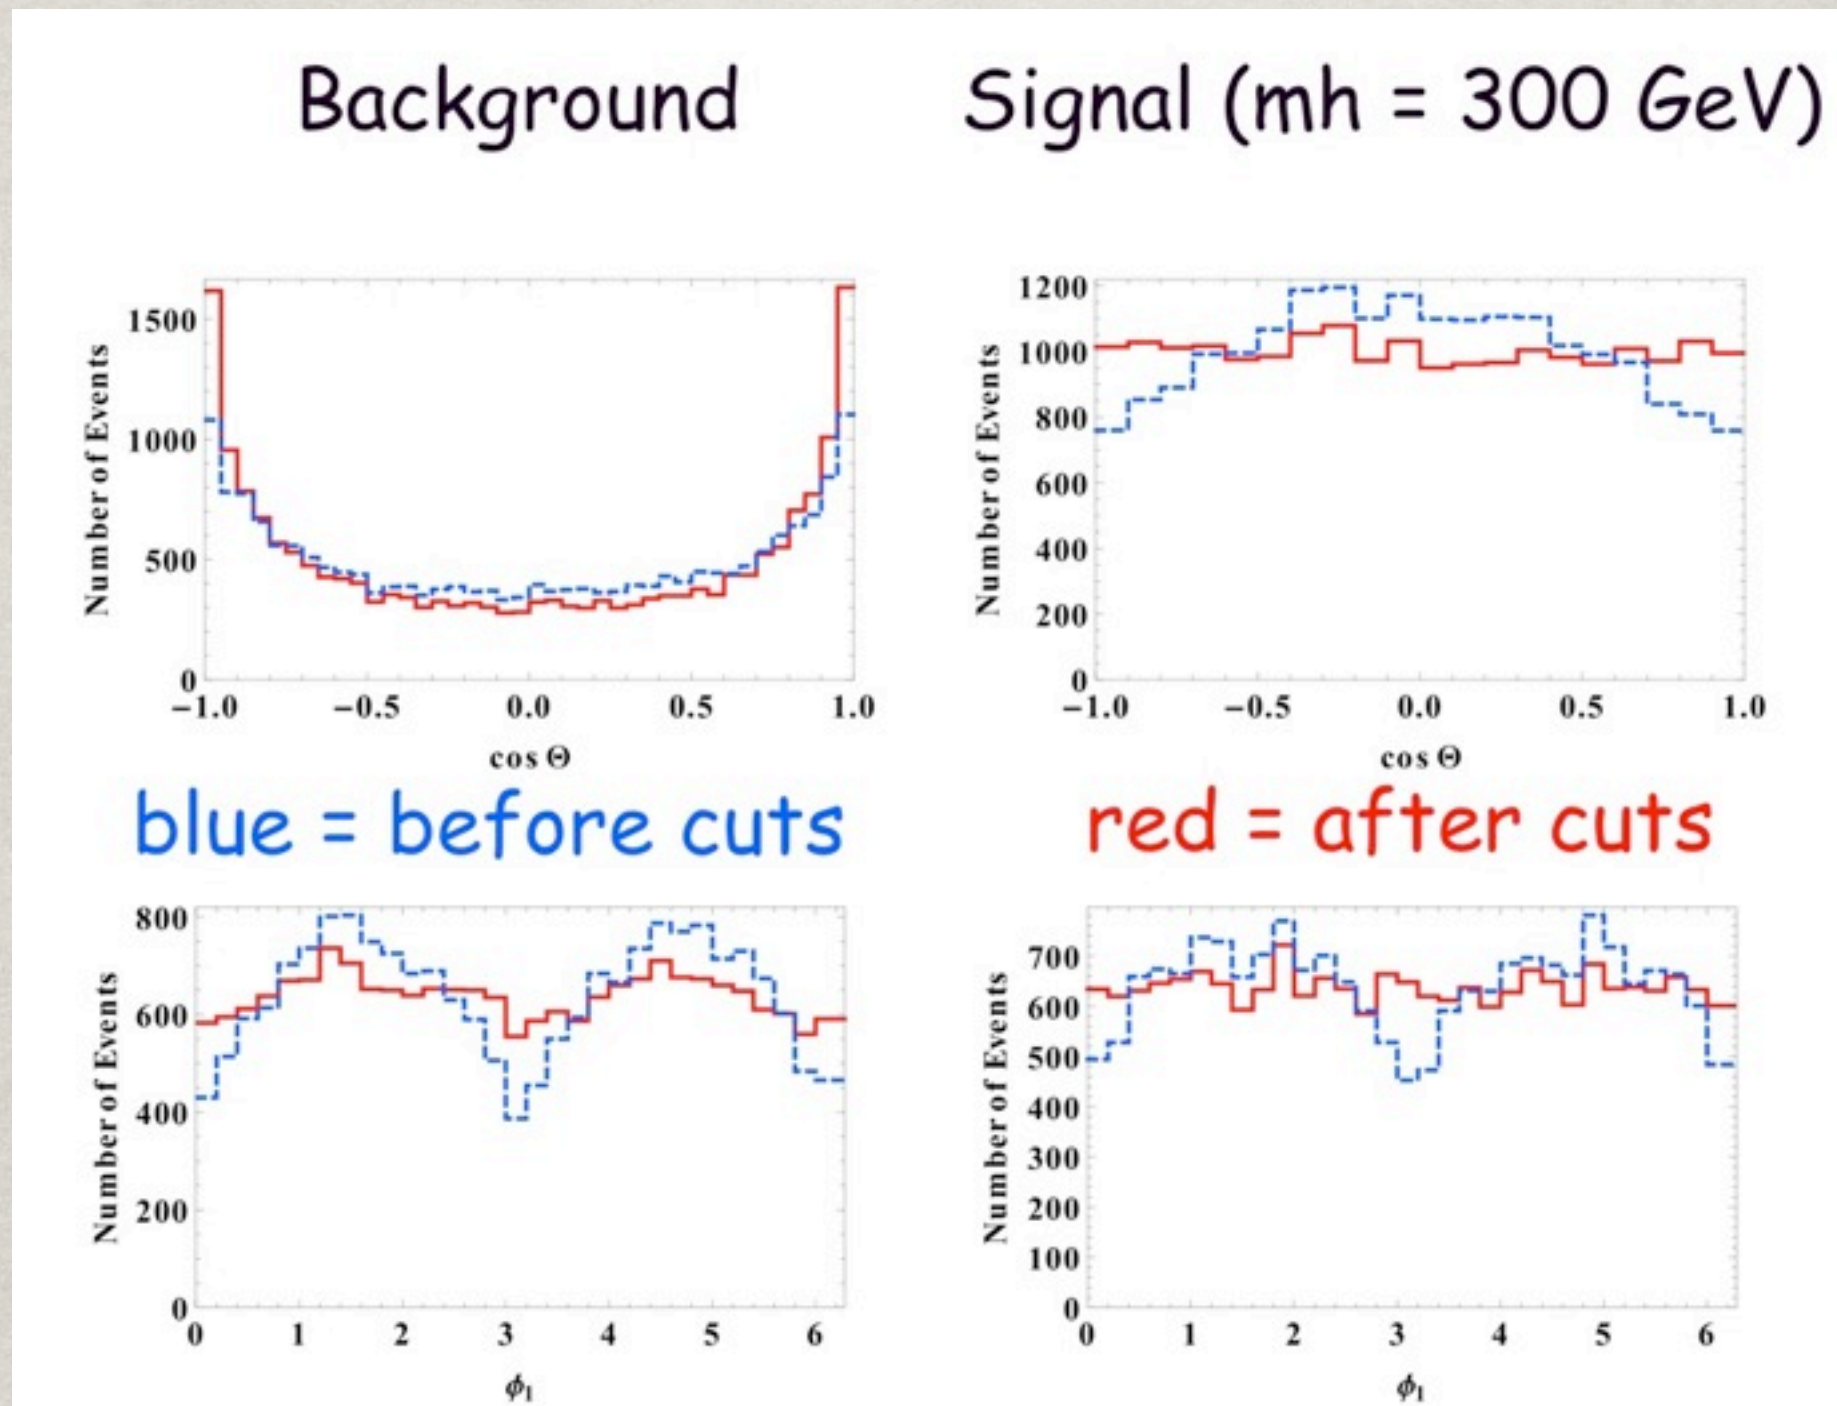 Background
Signal (mh = 300 GeV)
Number of Events
1500
1000
500
0
−1.0 −0.5 0.0 0.5 1.0
cos Θ
Number of Events
1200
1000
800
600
400
200
0
−1.0 −0.5 0.0 0.5 1.0
cos Θ
blue = before cuts
red = after cuts
Number of Events
800
600
400
200
0
0 1 2 3 4 5 6
ϕ₁
Number of Events
700
600
500
400
300
200
100
0
0 1 2 3 4 5 6
ϕ₁